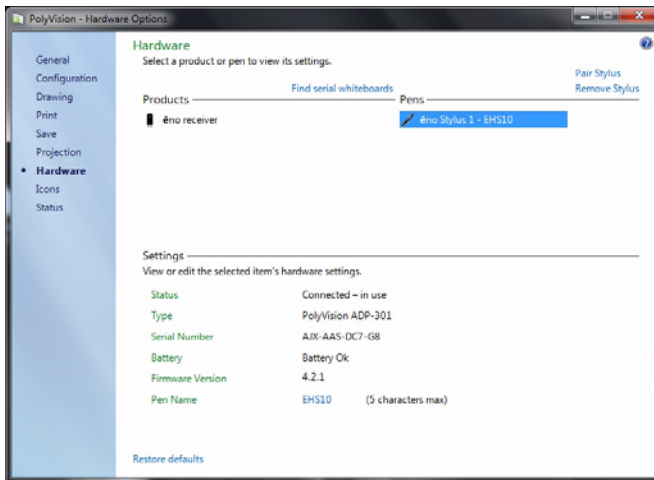 PolyVision - Hardware Options
General
Configuration
Drawing
Print
Save
Projection
Hardware
Icons
Status
Hardware
Select a product or pen to view its settings.
Pair Stylus
Find serial whiteboards
Remove Stylus
Products
Pens
ēno receiver
ēno Stylus 1 - EHS10
Settings
View or edit the selected item's hardware settings.
Status Connected – in use
Type PolyVision ADP-301
Serial Number AJX-AAS-DC7-G8
Battery Battery Ok
Firmware Version 4.2.1
Pen Name EHS10 (5 characters max)
Restore defaults